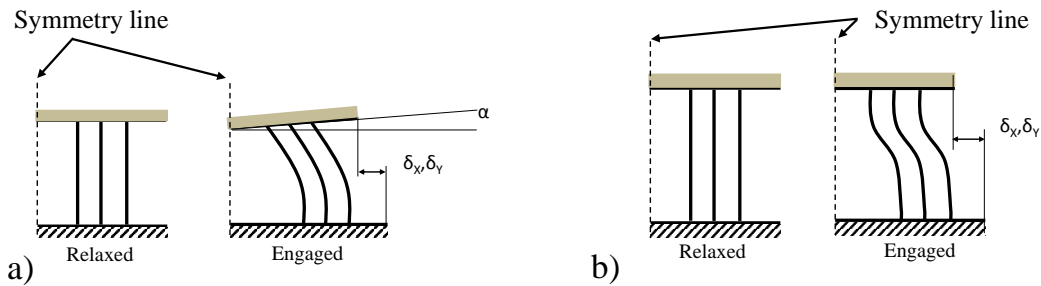 Symmetry line
α
δX,δY
Relaxed
Engaged
a)
Symmetry line
δX,δY
Relaxed
Engaged
b)